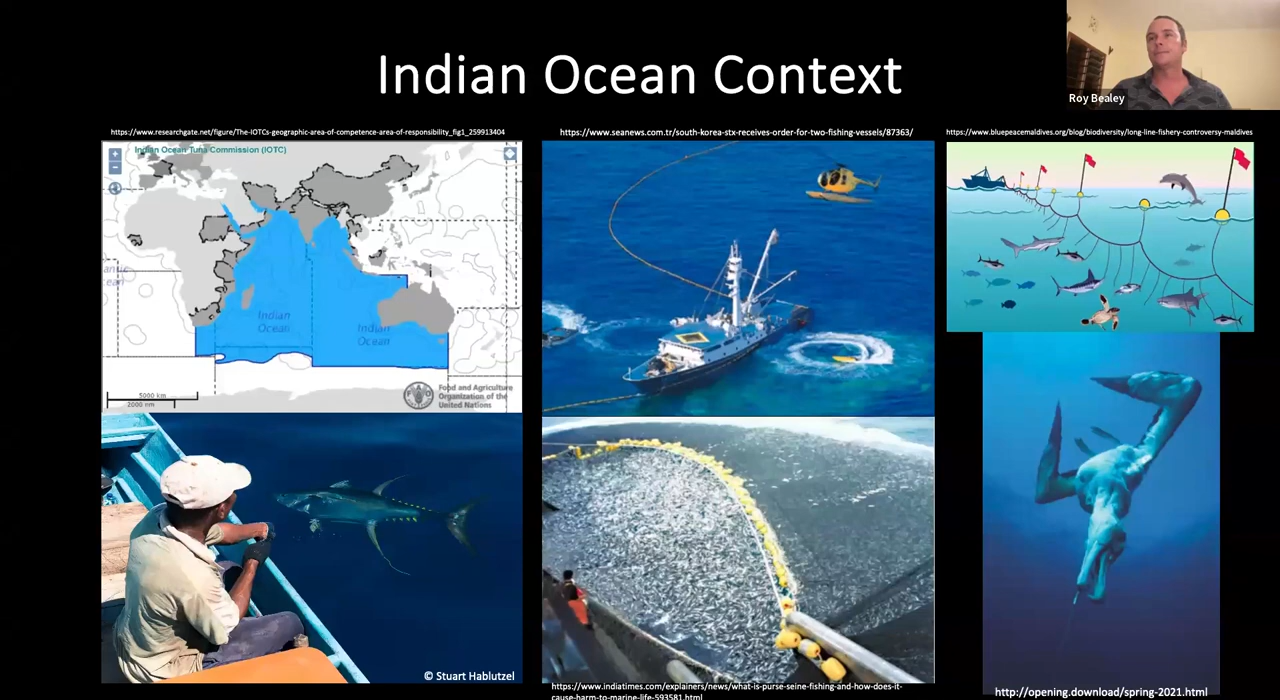 Indian Ocean Context
Roy Bealey
https://www.researchgate.net/figure/The-IOTCs-geographic-area-of-competence-area-of-responsibility_fig1_259913404
https://www.seanews.com.tr/south-korea-stx-receives-order-for-two-fishing-vessels/87363/
https://www.bluepeacemaldives.org/blog/biodiversity/long-line-fishery-controversy-maldives
Indian Ocean Tuna Commission (IOTC)
Indian
Ocean
Indian
Ocean
5000 km
2000 nm
FAO
Food and Agriculture
Organization of the
United Nations
© Stuart Hablutzel
https://www.indiatimes.com/explainers/news/what-is-purse-seine-fishing-and-how-does-it-
cause-harm-to-marine-life-593581.html
http://opening.download/spring-2021.html